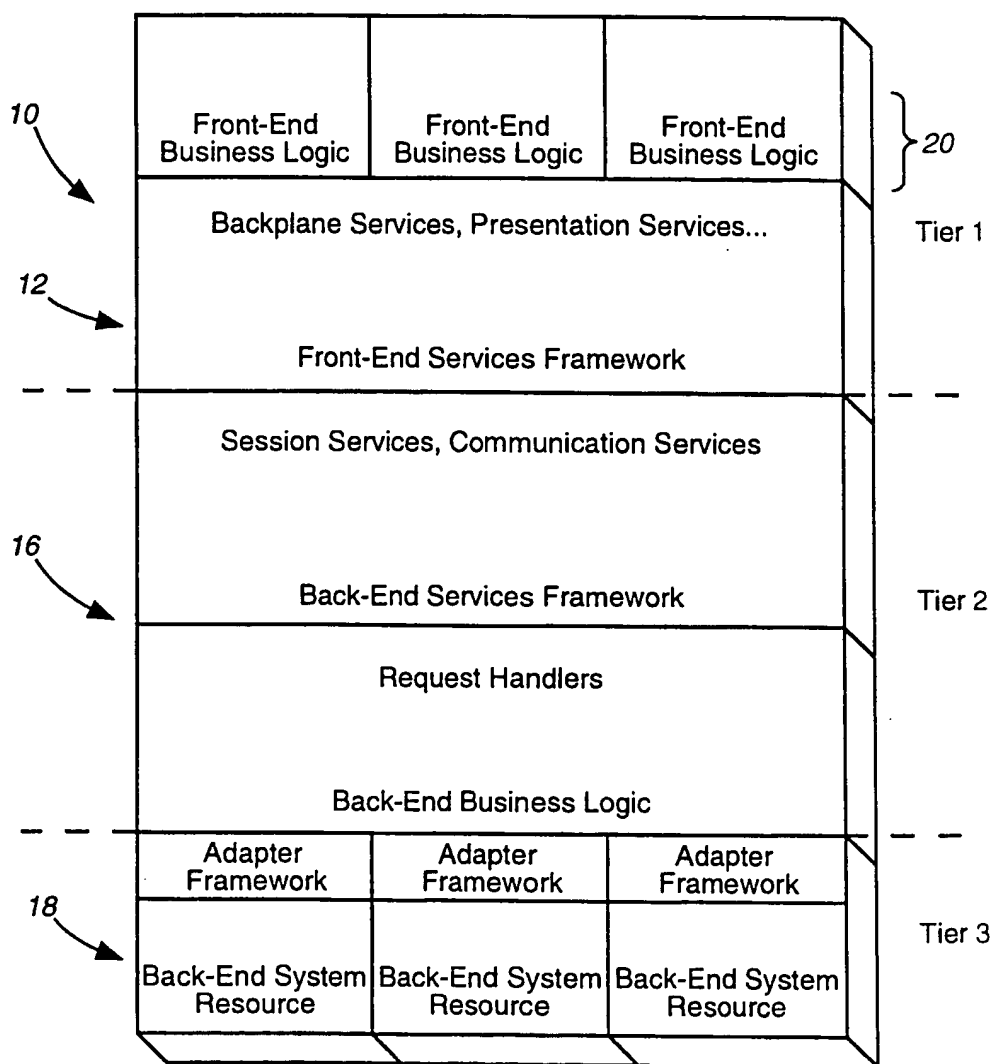 Front-End
Business Logic
Front-End
Business Logic
Front-End
Business Logic
10
20
Backplane Services, Presentation Services...
Tier 1
12
Front-End Services Framework
Session Services, Communication Services
16
Back-End Services Framework
Tier 2
Request Handlers
Back-End Business Logic
Adapter
Framework
Adapter
Framework
Adapter
Framework
18
Tier 3
Back-End System
Resource
Back-End System
Resource
Back-End System
Resource